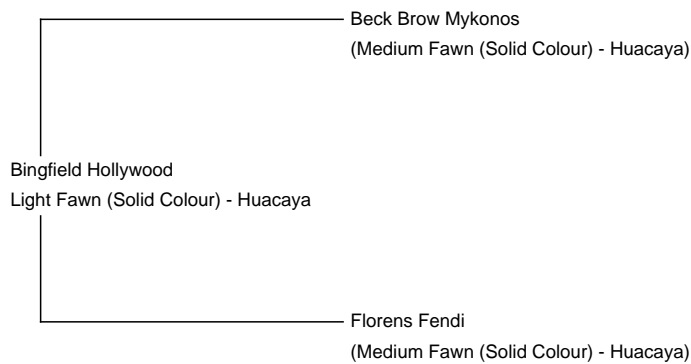 Beck Brow Mykonos
(Medium Fawn (Solid Colour) - Huacaya)
Bingfield Hollywood
Light Fawn (Solid Colour) - Huacaya
Florens Fendi
(Medium Fawn (Solid Colour) - Huacaya)